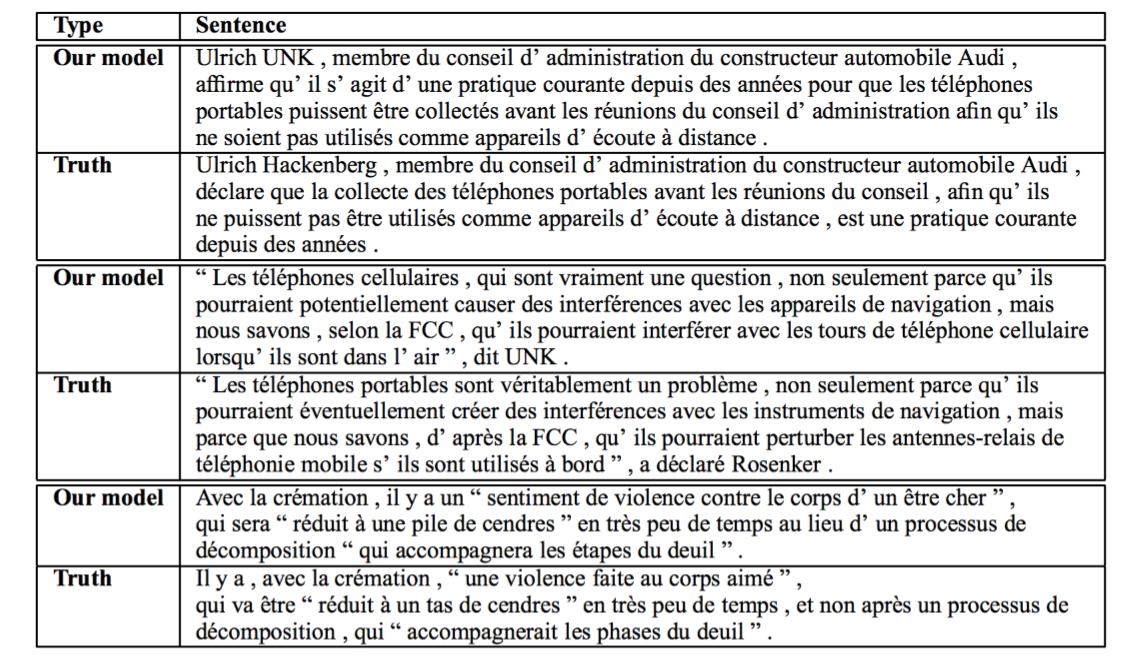 Type Sentence
Our model Ulrich UNK , membre du conseil d’ administration du constructeur automobile Audi ,
affirme qu’ il s’ agit d’ une pratique courante depuis des années pour que les téléphones
portables puissent être collectés avant les réunions du conseil d’ administration afin qu’ ils
ne soient pas utilisés comme appareils d’ écoute à distance .
Truth Ulrich Hackenberg , membre du conseil d’ administration du constructeur automobile Audi ,
déclare que la collecte des téléphones portables avant les réunions du conseil , afin qu’ ils
ne puissent pas être utilisés comme appareils d’ écoute à distance , est une pratique courante
depuis des années .
Our model “ Les téléphones cellulaires , qui sont vraiment une question , non seulement parce qu’ ils
pourraient potentiellement causer des interférences avec les appareils de navigation , mais
nous savons , selon la FCC , qu’ ils pourraient interférer avec les tours de téléphone cellulaire
lorsqu’ ils sont dans l’ air ” , dit UNK .
Truth “ Les téléphones portables sont véritablement un problème , non seulement parce qu’ ils
pourraient éventuellement créer des interférences avec les instruments de navigation , mais
parce que nous savons , d’ après la FCC , qu’ ils pourraient perturber les antennes-relais de
téléphonie mobile s’ ils sont utilisés à bord ” , a déclaré Rosenker .
Our model Avec la crémation , il y a un “ sentiment de violence contre le corps d’ un être cher ” ,
qui sera “ réduit à une pile de cendres ” en très peu de temps au lieu d’ un processus de
décomposition “ qui accompagnera les étapes du deuil ” .
Truth Il y a , avec la crémation , “ une violence faite au corps aimé ” ,
qui va être “ réduit à un tas de cendres ” en très peu de temps , et non après un processus de
décomposition , qui “ accompagnerait les phases du deuil ” .